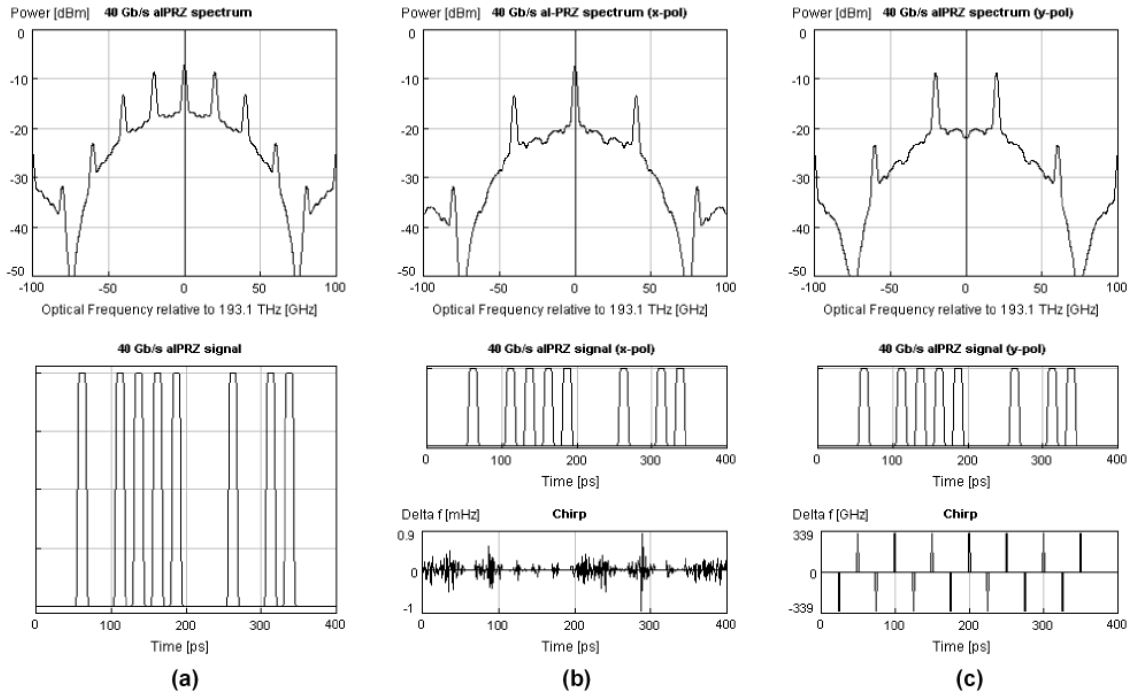 Power [dBm] 40 Gb/s alPRZ spectrum
0
-10
-20
-30
-40
-50
-100 -50 0 50 100
Optical Frequency relative to 193.1 THz [GHz]
40 Gb/s alPRZ signal
0 100 200 300 400
Time [ps]
(a)
Power [dBm] 40 Gb/s al-PRZ spectrum (x-pol)
0
-10
-20
-30
-40
-50
-100 -50 0 50 100
Optical Frequency relative to 193.1 THz [GHz]
40 Gb/s alPRZ signal (x-pol)
0 100 200 300 400
Time [ps]
Delta f [mHz] Chirp
0.9
0
-1
0 100 200 300 400
Time [ps]
(b)
Power [dBm] 40 Gb/s alPRZ spectrum (y-pol)
0
-10
-20
-30
-40
-50
-100 -50 0 50 100
Optical Frequency relative to 193.1 THz [GHz]
40 Gb/s alPRZ signal (y-pol)
0 100 200 300 400
Time [ps]
Delta f [GHz] Chirp
339
0
-339
0 100 200 300 400
Time [ps]
(c)